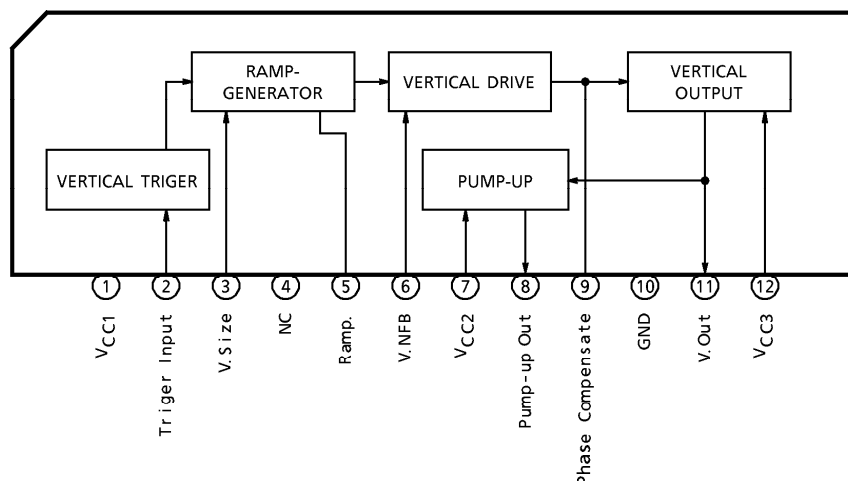 RAMP-
GENERATOR
VERTICAL DRIVE
VERTICAL
OUTPUT
VERTICAL TRIGER
PUMP-UP
1
2
3
4
5
6
7
8
9
10
11
12
VCC1
Triger Input
V.Size
NC
Ramp.
V.NFB
VCC2
Pump-up Out
Phase Compensate
GND
V.Out
VCC3